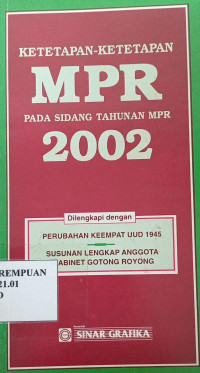 KETETAPAN-KETETAPAN
MPR
PADA SIDANG TAHUNAN MPR
2002
Dilengkapi dengan
PERUBAHAN KEEMPAT UUD 1945
SUSUNAN LENGKAP ANGGOTA
KABINET GOTONG ROYONG
REMPUAN
21.01
SINAR GRAFIKA